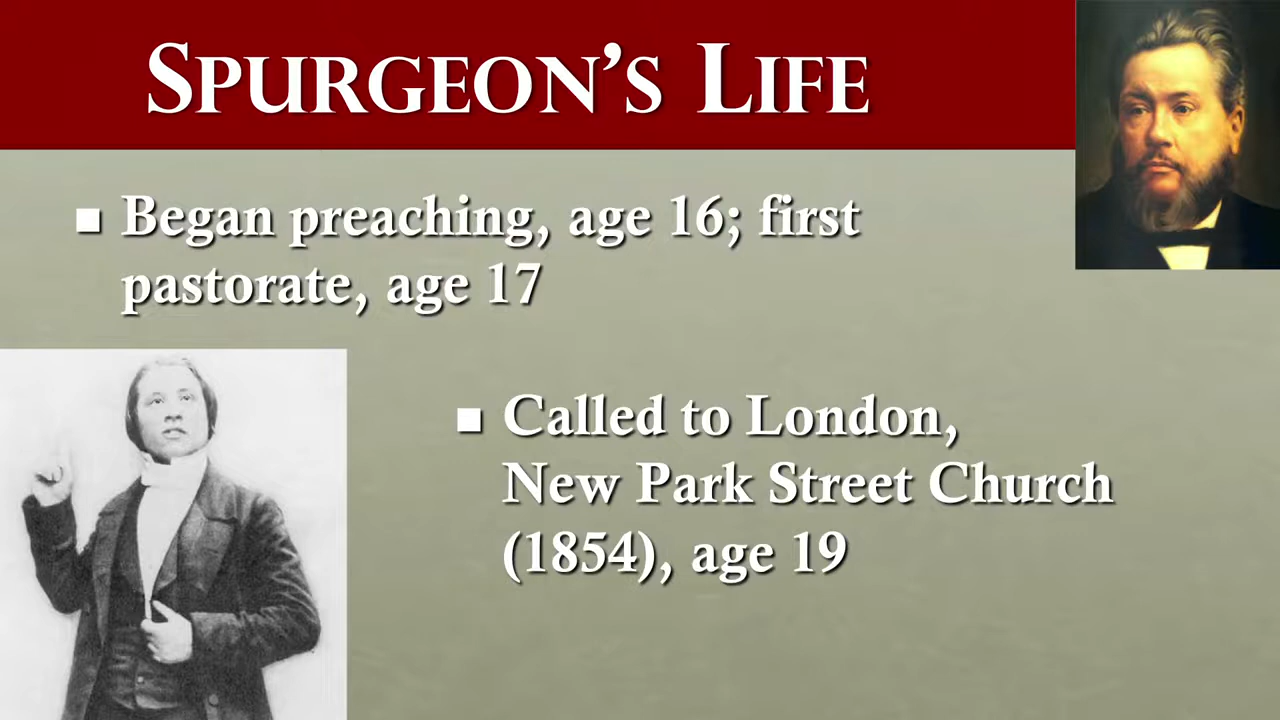 SPURGEON'S LIFE
■ Began preaching, age 16; first
pastorate, age 17
■ Called to London,
New Park Street Church
(1854), age 19